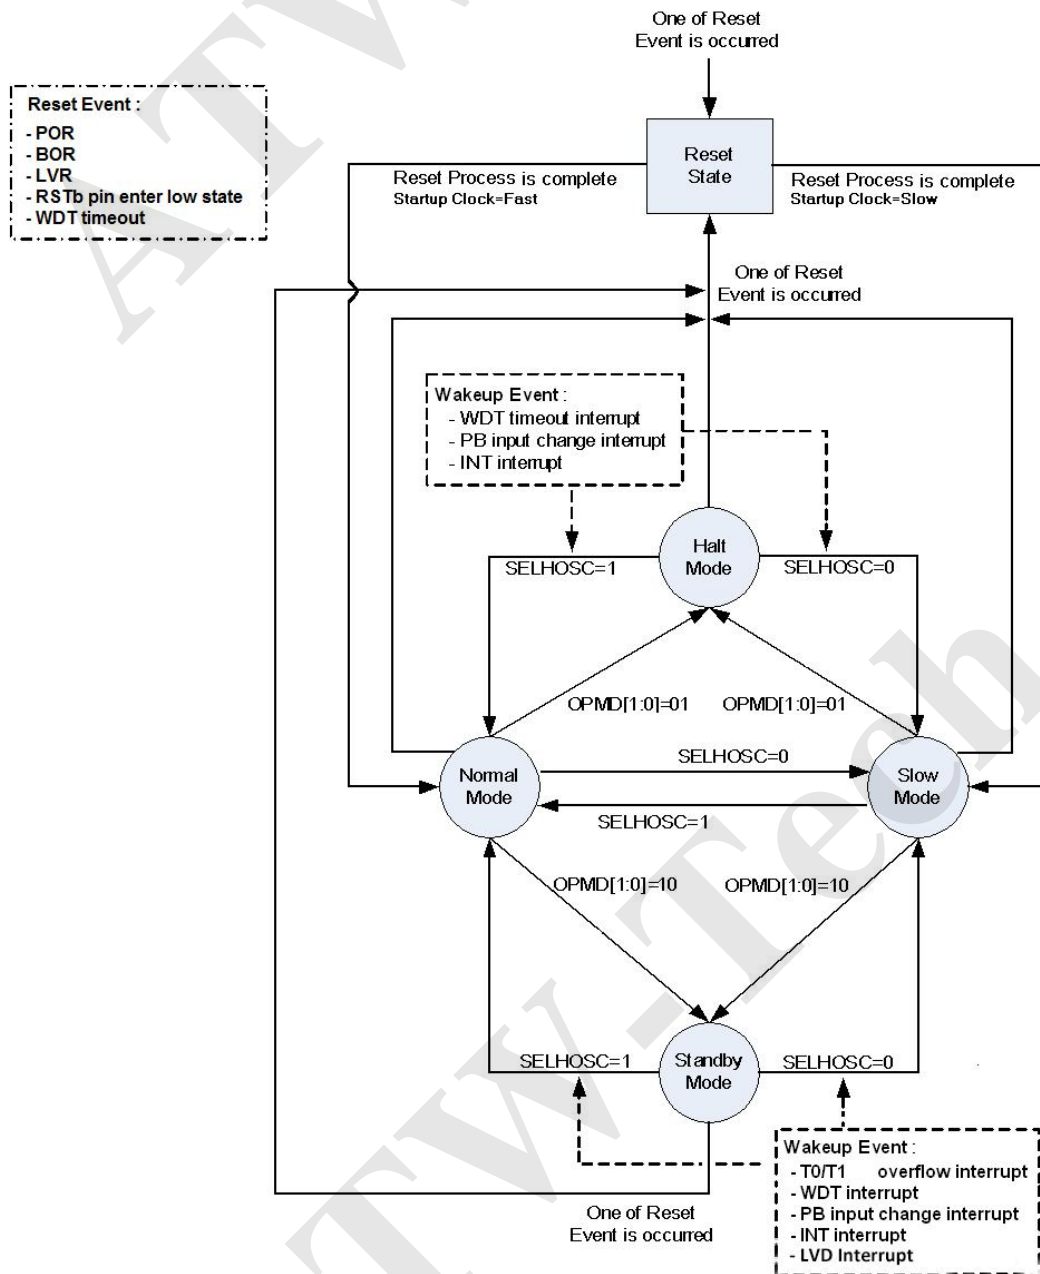 One of Reset
Event is occurred
Reset Event :
- POR
- BOR
- LVR
- RSTb pin enter low state
- WDT timeout
Reset
State
Reset Process is complete
Startup Clock=Fast
Reset Process is complete
Startup Clock=Slow
One of Reset
Event is occurred
Wakeup Event :
- WDT timeout interrupt
- PB input change interrupt
- INT interrupt
Halt
Mode
SELHOSC=1
SELHOSC=0
OPMD[1:0]=01
OPMD[1:0]=01
Normal
Mode
SELHOSC=0
Slow
Mode
SELHOSC=1
OPMD[1:0]=10
OPMD[1:0]=10
SELHOSC=1
Standby
Mode
SELHOSC=0
Wakeup Event :
- T0/T1 overflow interrupt
- WDT interrupt
- PB input change interrupt
- INT interrupt
- LVD Interrupt
One of Reset
Event is occurred
ATW-Tech